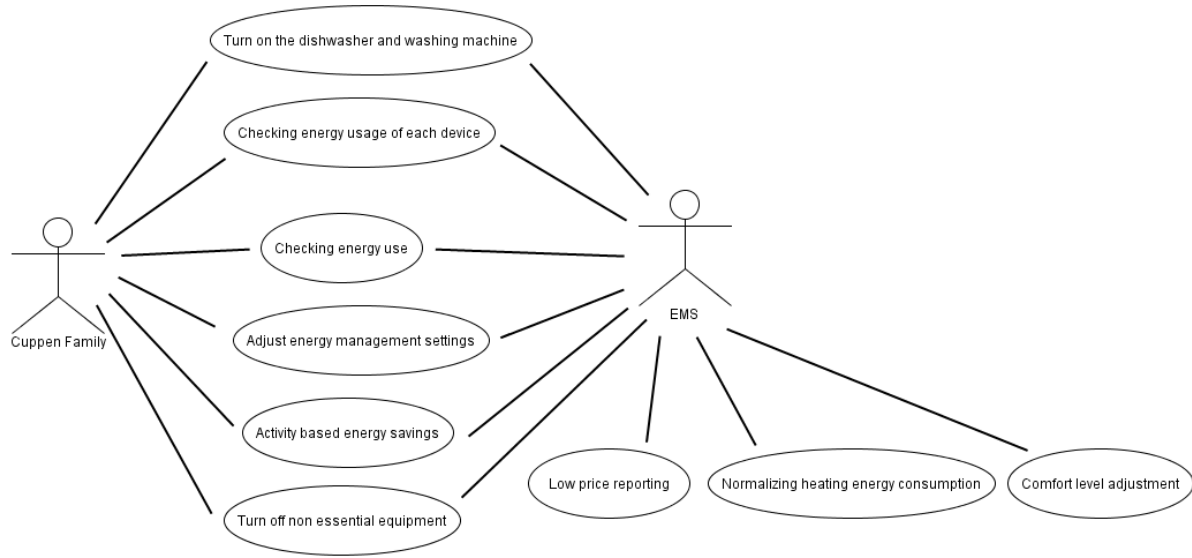 Turn on the dishwasher and washing machine
Checking energy usage of each device
Checking energy use
Cuppen Family
EMS
Adjust energy management settings
Activity based energy savings
Low price reporting
Normalizing heating energy consumption
Comfort level adjustment
Turn off non essential equipment